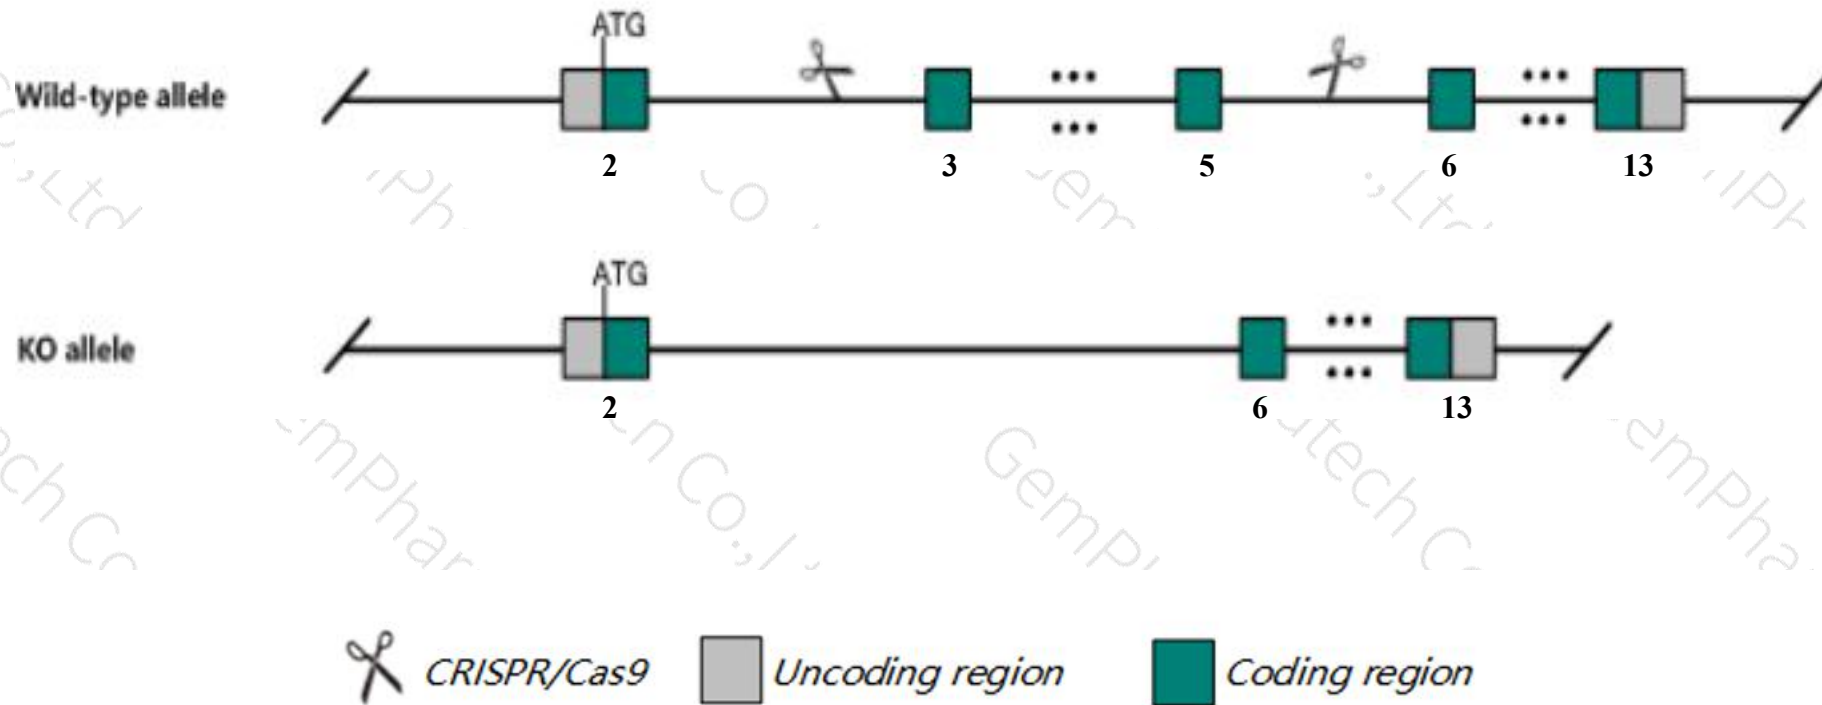 ATG
Wild-type allele
2 3 5 6 13
ATG
KO allele
2 6 13
CRISPR/Cas9 Uncoding region Coding region
GemPh